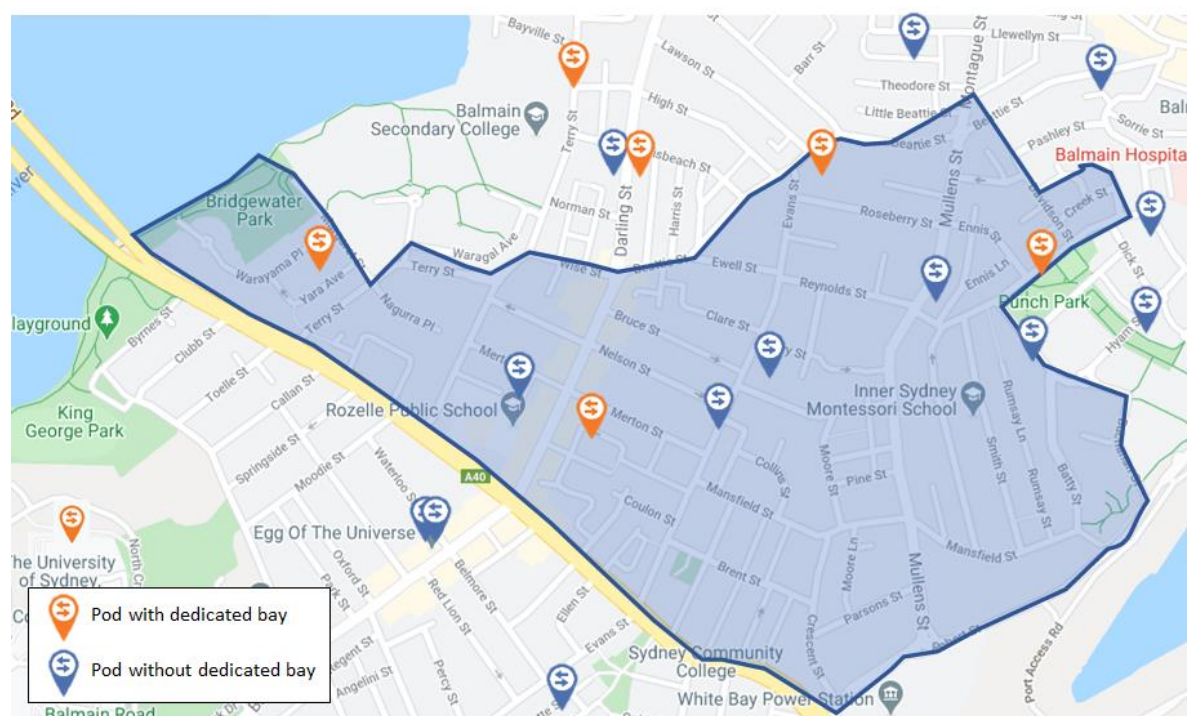 Bayville St
Lawson St
Barr St
Montague St
Llewellyn St
Theodore St
Little Beattie St
Beattie St
Beattie St
Pashley St
Sorrie St
Balmain Hospita
Balmain
Secondary College
Terry St
High St
Darling St
Norman St
Harris St
Evans St
Mullens St
Roseberry St
Ennis St
Ennis Ln
Davidson St
Creek St
Dick St
Bridgewater
Park
Warayama Pl
Yara Ave
Waragal Ave
Terry St
Terry St
Nagurra Pl
Wise St
Beattie St
Ewell St
Reynolds St
Punch Park
Hyam St
layground
Byrnes St
Clubb St
Toelle St
Callan St
Bruce St
Clare St
Nelson St
Merton St
Rozelle Public School
Inner Sydney
Montessori School
Rumsay Ln
Rumsay St
Smith St
Batty St
King
George Park
Springside St
Moodie St
Waterloo St
A40
Collins St
Moore St
Pine St
Mansfield St
Mansfield St
Coulon St
Egg Of The Universe
The University
of Sydney,
Oxford St
Park St
Belmore St
Red Lion St
Ellen St
Evans St
Brent St
Moore Ln
Parsons St
Mullens St
Crescent St
Port Access Rd
Sydney Community
College
White Bay Power Station
Percy St
Regent St
Angelini St
Balmain Road
Pod with dedicated bay
Pod without dedicated bay